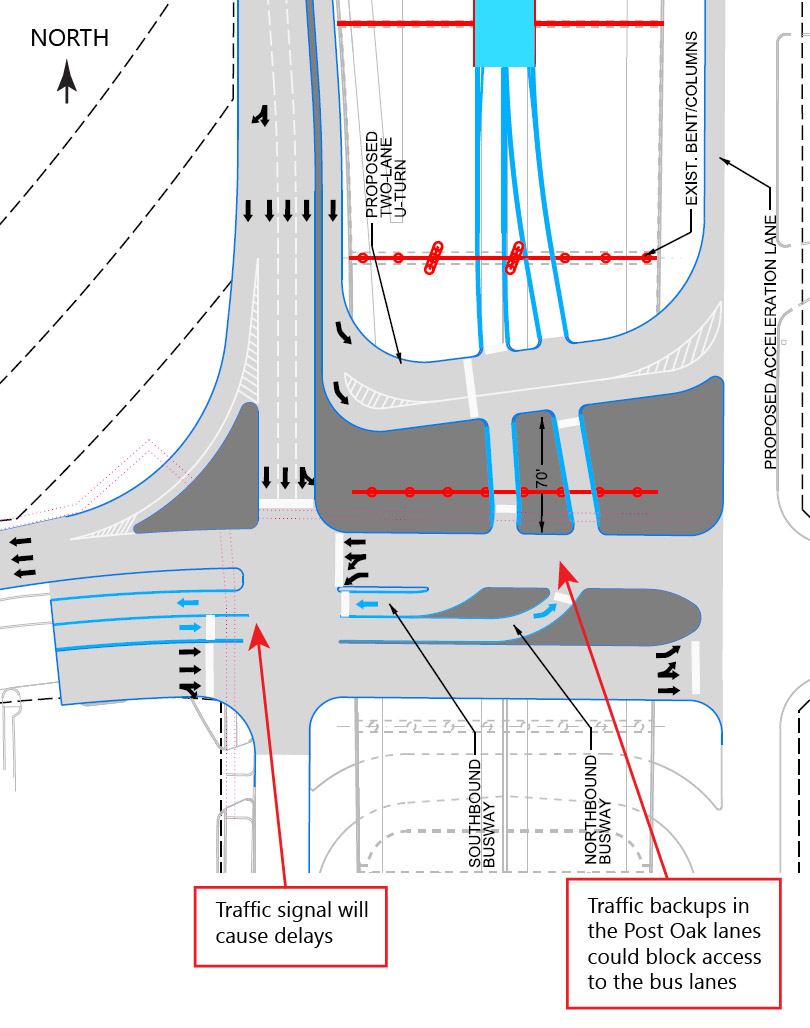 NORTH
PROPOSED
TWO-LANE
U-TURN
EXIST. BENT/COLUMNS
PROPOSED ACCELERATION LANE
70'
SOUTHBOUND
BUSWAY
NORTHBOUND
BUSWAY
Traffic signal will
cause delays
Traffic backups in
the Post Oak lanes
could block access
to the bus lanes